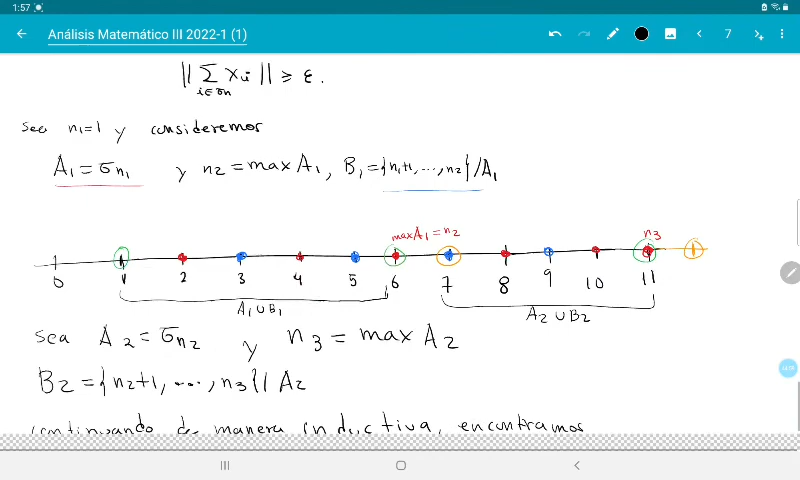 1:57
Análisis Matemático III 2022-1 (1)
7
|| Σ xᵢ || ≥ ε.
i∈σn
sea n₁=1 y consideremos
A₁ = σn₁ y n₂ = max A₁, B₁ = {n₁+1, ..., n₂}/A₁
maxA₁ = n₂ n₃
0 1 2 3 4 5 6 7 8 9 10 11
A₁∪B₁ A₂∪B₂
sea A₂ = σn₂ y n₃ = max A₂
B₂ = {n₂+1, ..., n₃}/A₂
continuando de manera inductiva, encontramos